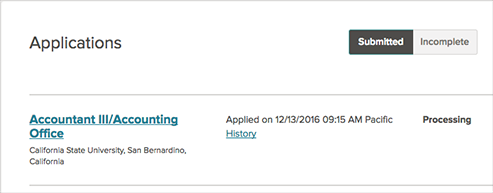 Applications
Submitted
Incomplete
Accountant III/Accounting
Office
California State University, San Bernardino,
California
Applied on 12/13/2016 09:15 AM Pacific
History
Processing